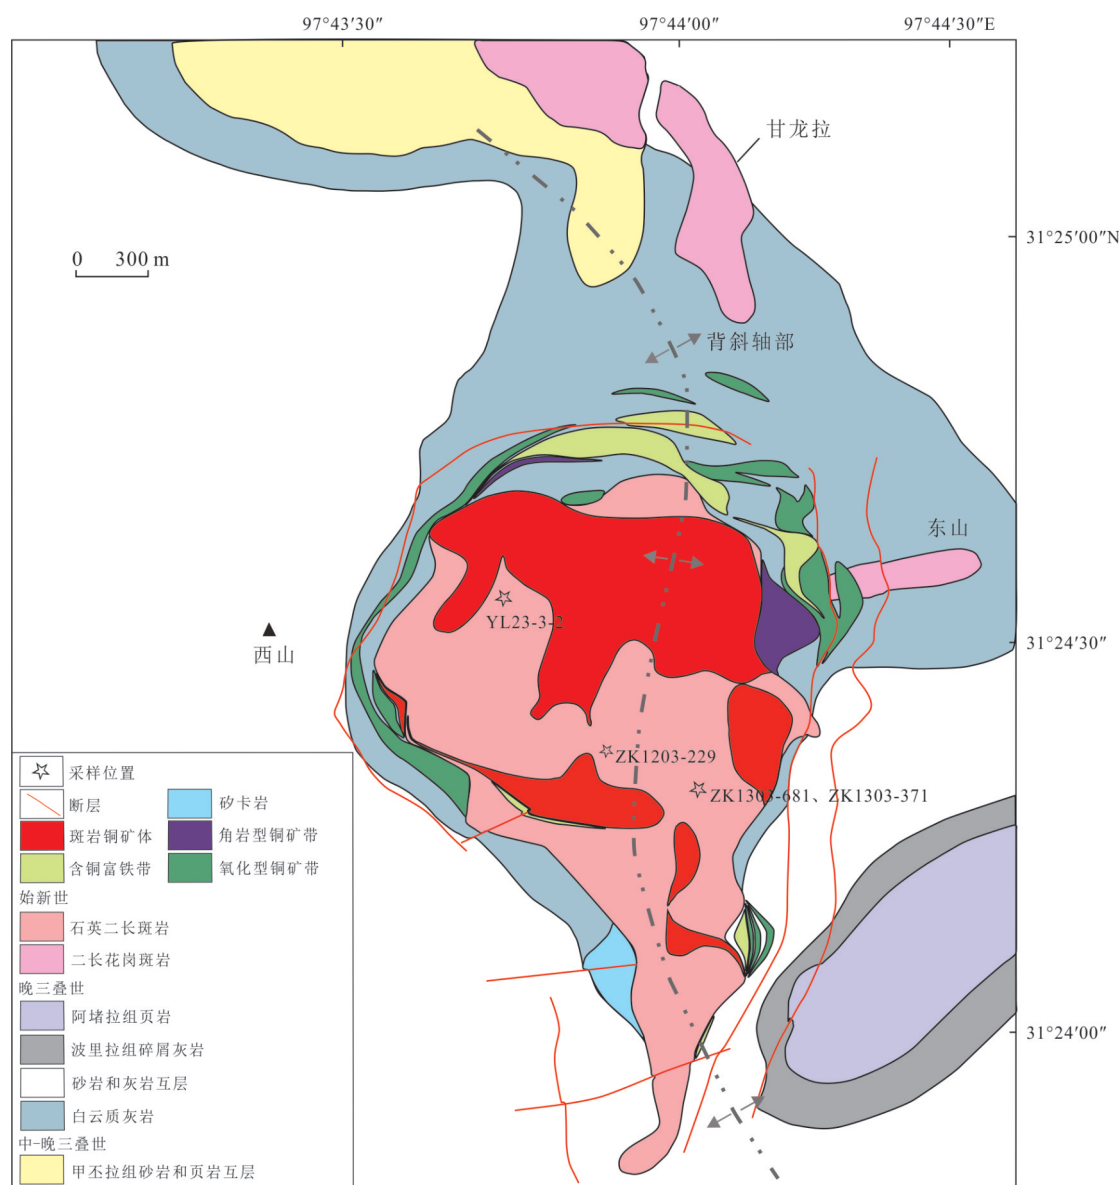 97°43′30″ 97°44′00″ 97°44′30″E
甘龙拉
31°25′00″N
0 300 m
背斜轴部
东山
YL23-3-2
31°24′30″
西山
ZK1203-229
ZK1303-681、ZK1303-371
采样位置
断层 矽卡岩
斑岩铜矿体 角岩型铜矿带
含铜富铁带 氧化型铜矿带
始新世
石英二长斑岩
二长花岗斑岩
晚三叠世
阿堵拉组页岩
31°24′00″
波里拉组碎屑灰岩
砂岩和灰岩互层
白云质灰岩
中-晚三叠世
甲丕拉组砂岩和页岩互层